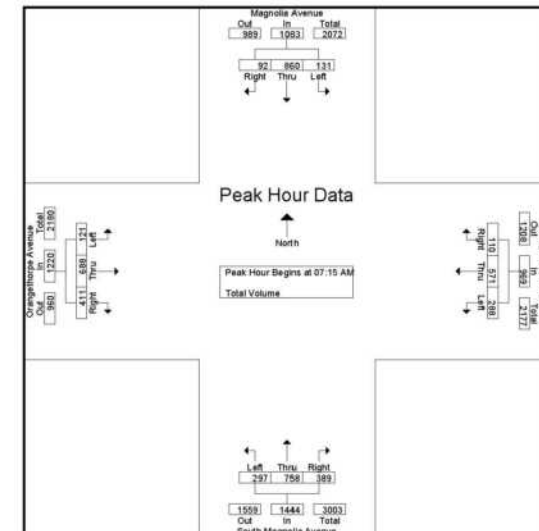 Magnolia Avenue
Out In Total
989 1083 2072
92 860 131
Right Thru Left
Peak Hour Data
North
Peak Hour Begins at 07:15 AM
Total Volume
Orangethorpe Avenue
Out In Total
960 1220 2180
121 688 411
Left Thru Right
Right Thru Left
110 571 288
1208 969 2177
Out In Total
Left Thru Right
297 758 389
1559 1444 3003
Out In Total
South Magnolia Avenue